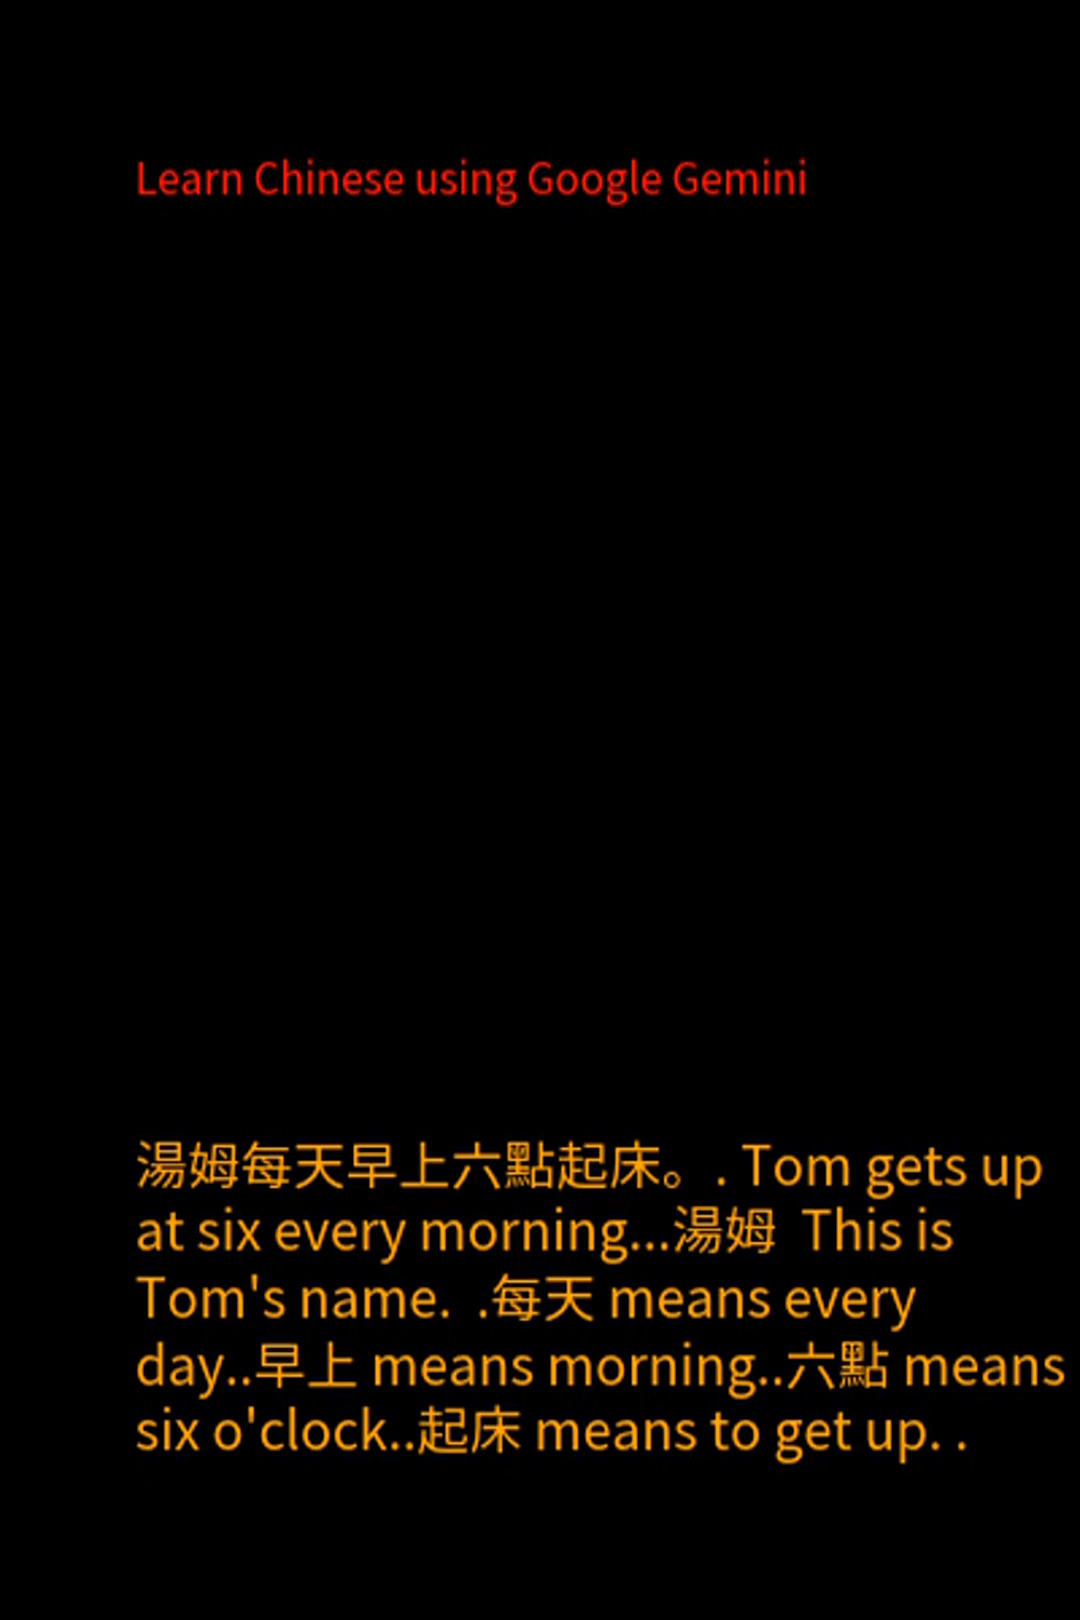 Learn Chinese using Google Gemini
湯姆每天早上六點起床。. Tom gets up
at six every morning...湯姆  This is
Tom's name.  .每天 means every
day..早上 means morning..六點 means
six o'clock..起床 means to get up. .